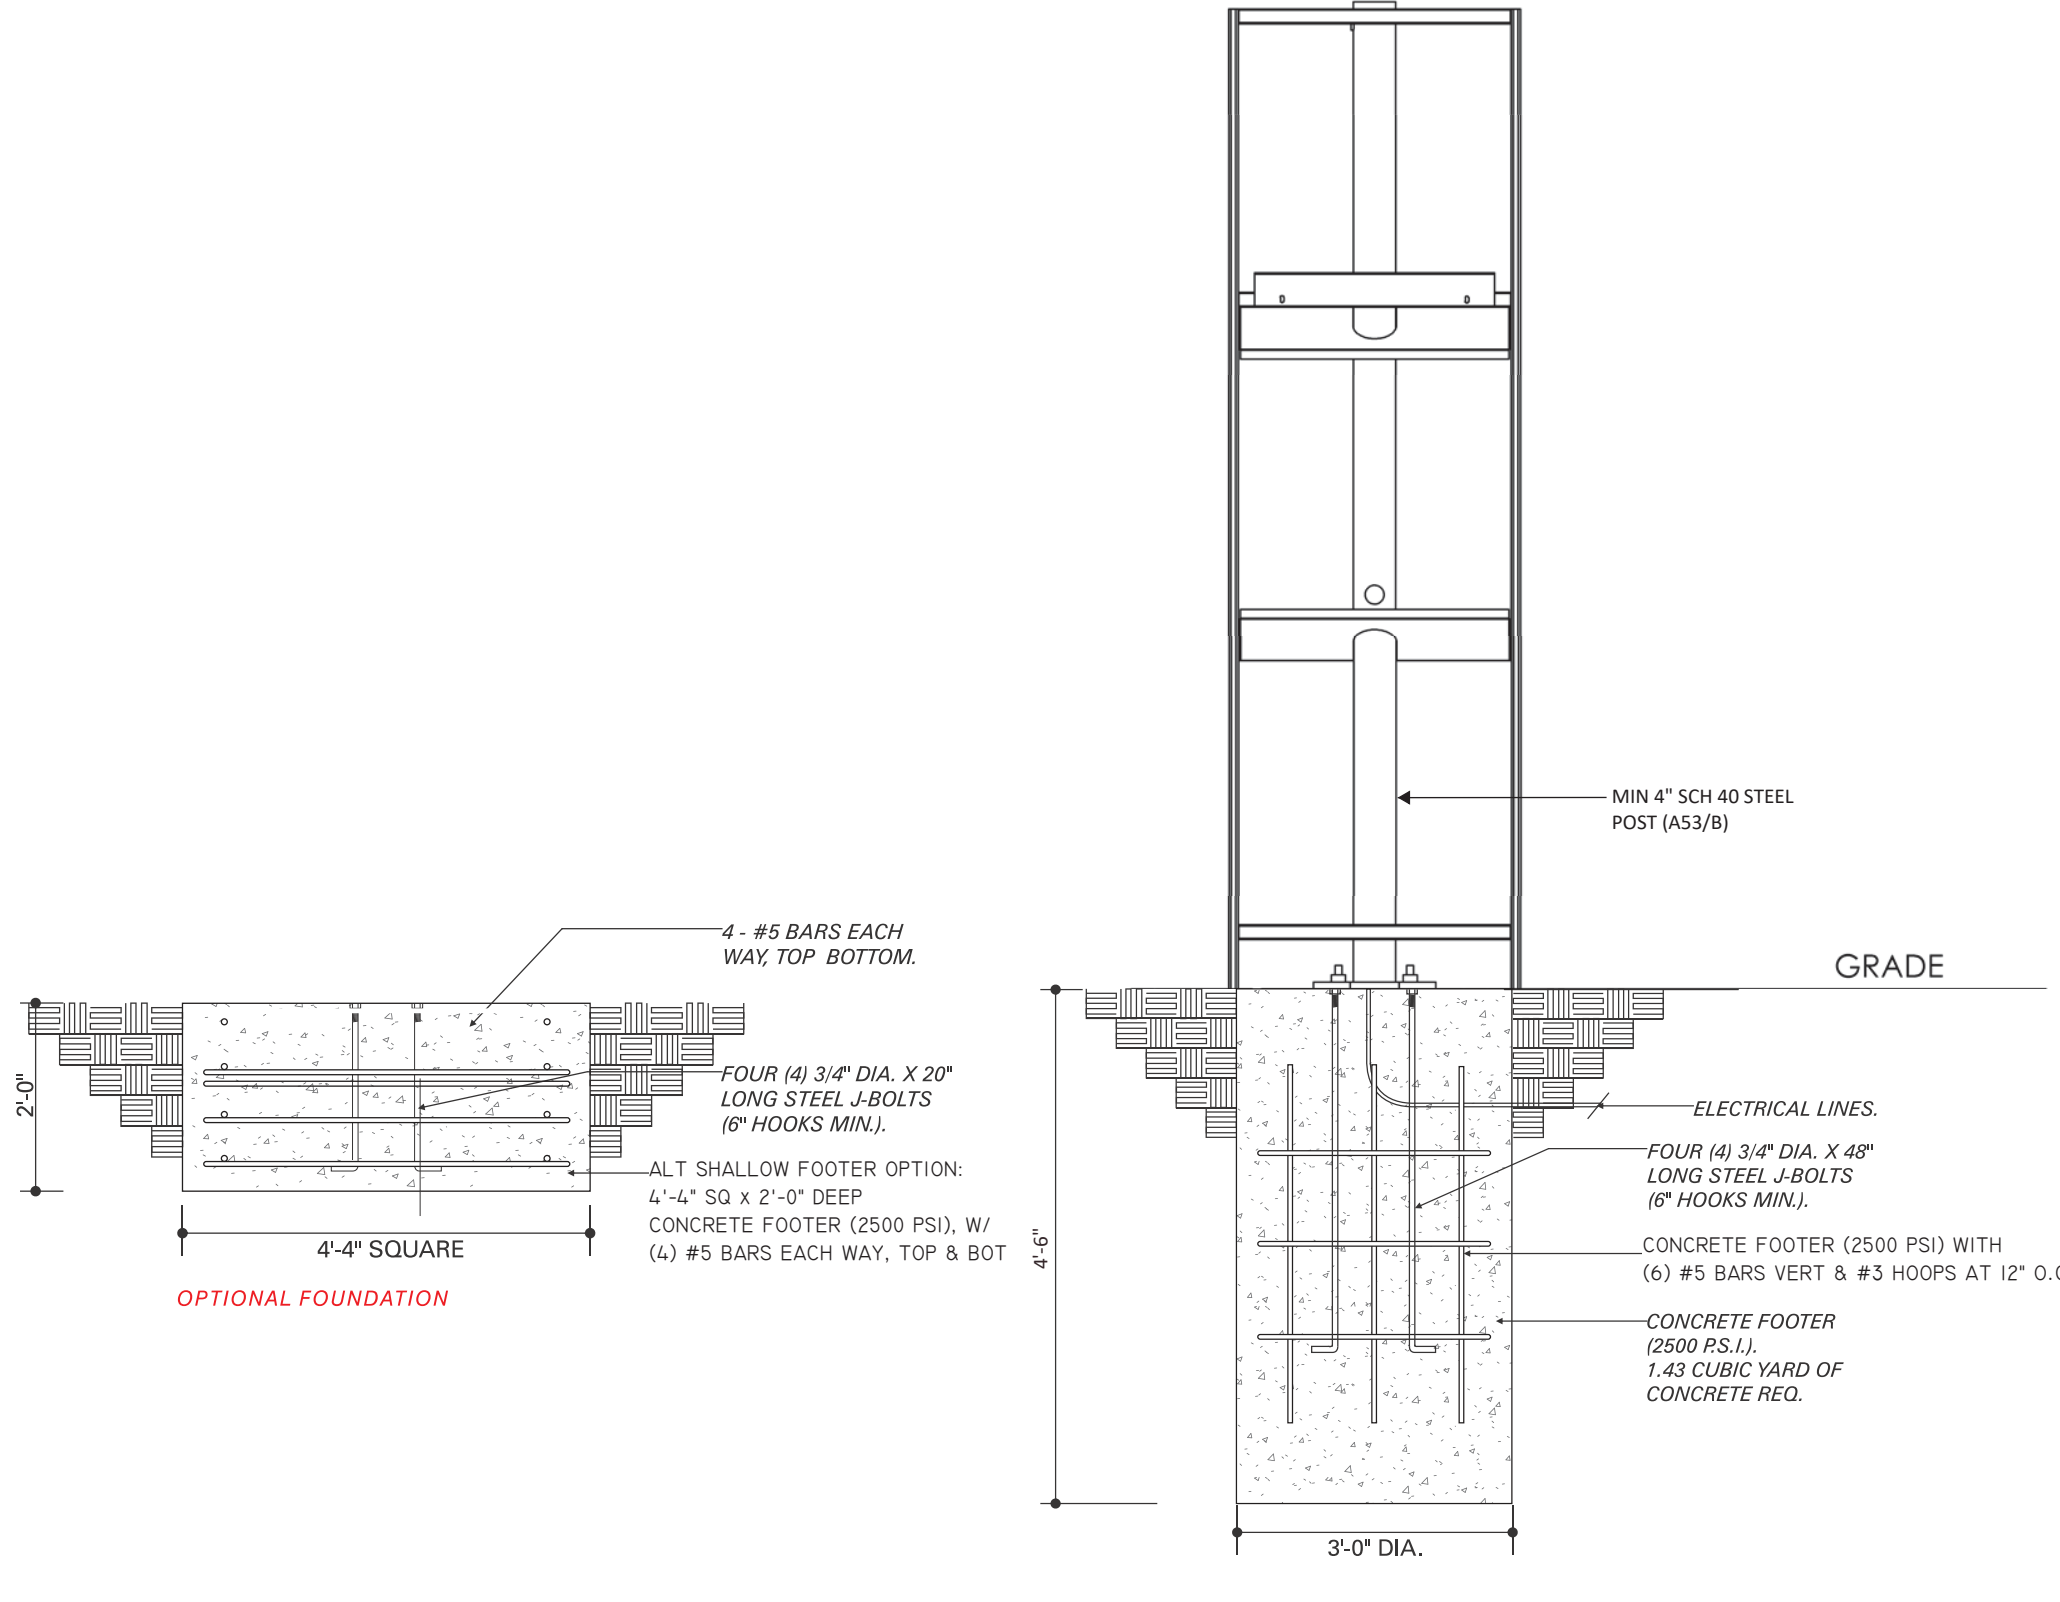 MIN 4" SCH 40 STEEL
POST (A53/B)
4 - #5 BARS EACH
WAY, TOP  BOTTOM.
GRADE
2'-0"
FOUR (4) 3/4" DIA. X 20"
LONG STEEL J-BOLTS
(6" HOOKS MIN.).
ALT SHALLOW FOOTER OPTION:
4'-4" SQ X 2'-0" DEEP
CONCRETE FOOTER (2500 PSI), W/
(4) #5 BARS EACH WAY, TOP & BOT
4'-4" SQUARE
OPTIONAL FOUNDATION
4'-6"
ELECTRICAL LINES.
FOUR (4) 3/4" DIA. X 48"
LONG STEEL J-BOLTS
(6" HOOKS MIN.).
CONCRETE FOOTER (2500 PSI) WITH
(6) #5 BARS VERT & #3 HOOPS AT 12" O.
CONCRETE FOOTER
(2500 P.S.I.).
1.43 CUBIC YARD OF
CONCRETE REQ.
3'-0" DIA.